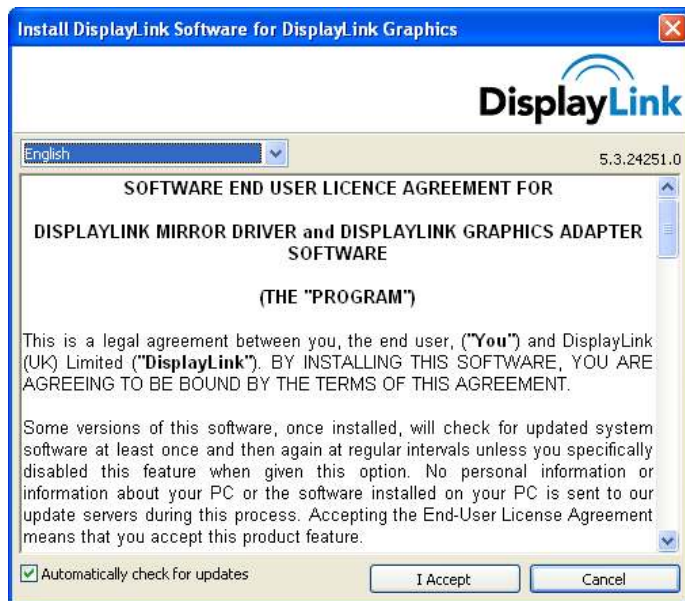 Install DisplayLink Software for DisplayLink Graphics
DisplayLink
English
5.3.24251.0
SOFTWARE END USER LICENCE AGREEMENT FOR
DISPLAYLINK MIRROR DRIVER and DISPLAYLINK GRAPHICS ADAPTER
SOFTWARE
(THE "PROGRAM")
This is a legal agreement between you, the end user, ("You") and DisplayLink
(UK) Limited ("DisplayLink"). BY INSTALLING THIS SOFTWARE, YOU ARE
AGREEING TO BE BOUND BY THE TERMS OF THIS AGREEMENT.
Some versions of this software, once installed, will check for updated system
software at least once and then again at regular intervals unless you specifically
disabled this feature when given this option. No personal information or
information about your PC or the software installed on your PC is sent to our
update servers during this process. Accepting the End-User License Agreement
means that you accept this product feature.
Automatically check for updates
I Accept
Cancel